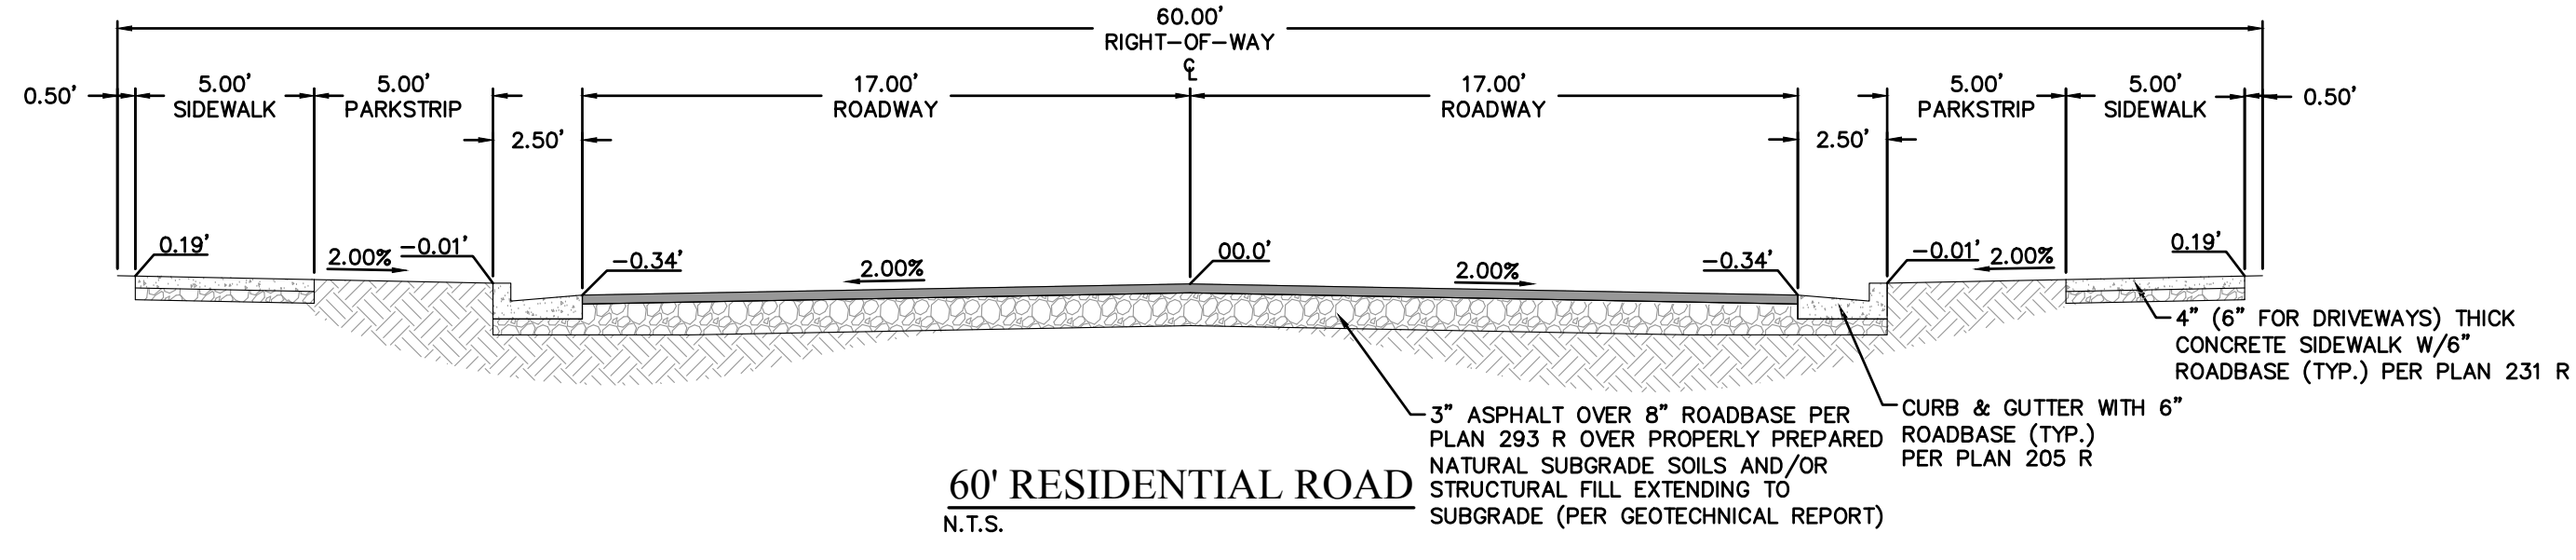 60.00'
RIGHT-OF-WAY
℄
0.50'
5.00'
SIDEWALK
5.00'
PARKSTRIP
17.00'
ROADWAY
17.00'
ROADWAY
5.00'
PARKSTRIP
5.00'
SIDEWALK
0.50'
2.50'
2.50'
0.19'
2.00%
-0.01'
-0.34'
2.00%
00.0'
2.00%
-0.34'
-0.01'
2.00%
0.19'
4" (6" FOR DRIVEWAYS) THICK
CONCRETE SIDEWALK W/6"
ROADBASE (TYP.) PER PLAN 231 R
CURB & GUTTER WITH 6"
ROADBASE (TYP.)
PER PLAN 205 R
3" ASPHALT OVER 8" ROADBASE PER
PLAN 293 R OVER PROPERLY PREPARED
NATURAL SUBGRADE SOILS AND/OR
STRUCTURAL FILL EXTENDING TO
SUBGRADE (PER GEOTECHNICAL REPORT)
60' RESIDENTIAL ROAD
N.T.S.